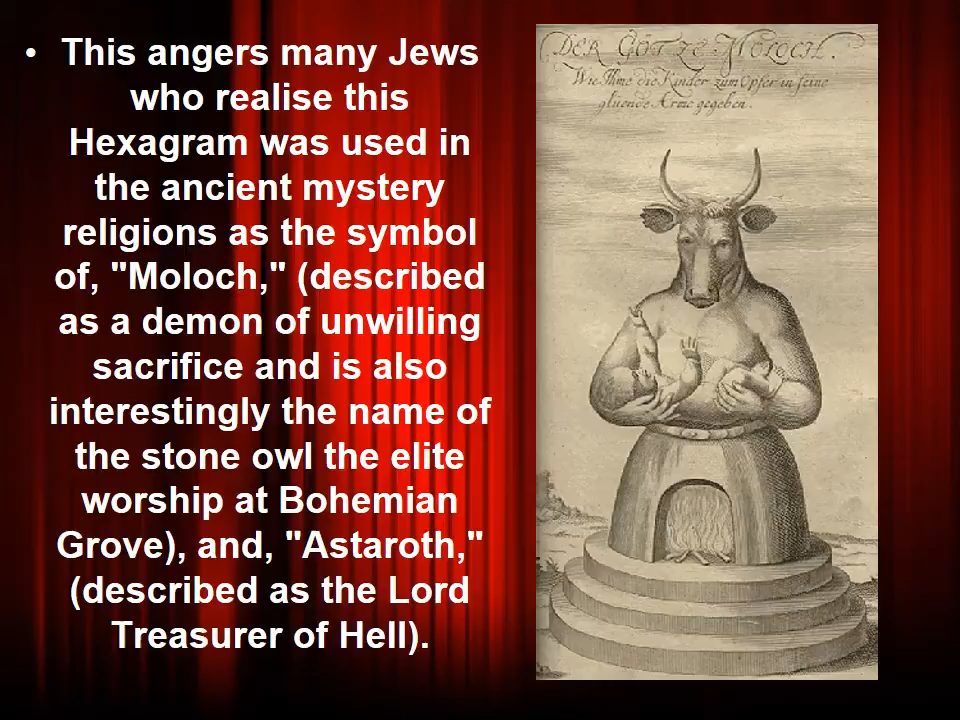 • This angers many Jews
who realise this
Hexagram was used in
the ancient mystery
religions as the symbol
of, "Moloch," (described
as a demon of unwilling
sacrifice and is also
interestingly the name of
the stone owl the elite
worship at Bohemian
Grove), and, "Astaroth,"
(described as the Lord
Treasurer of Hell).
DER GÖTZE MOLOCH.
Wie Ihme die Kinder zum Opfer in seine
glüende Arme gegeben.